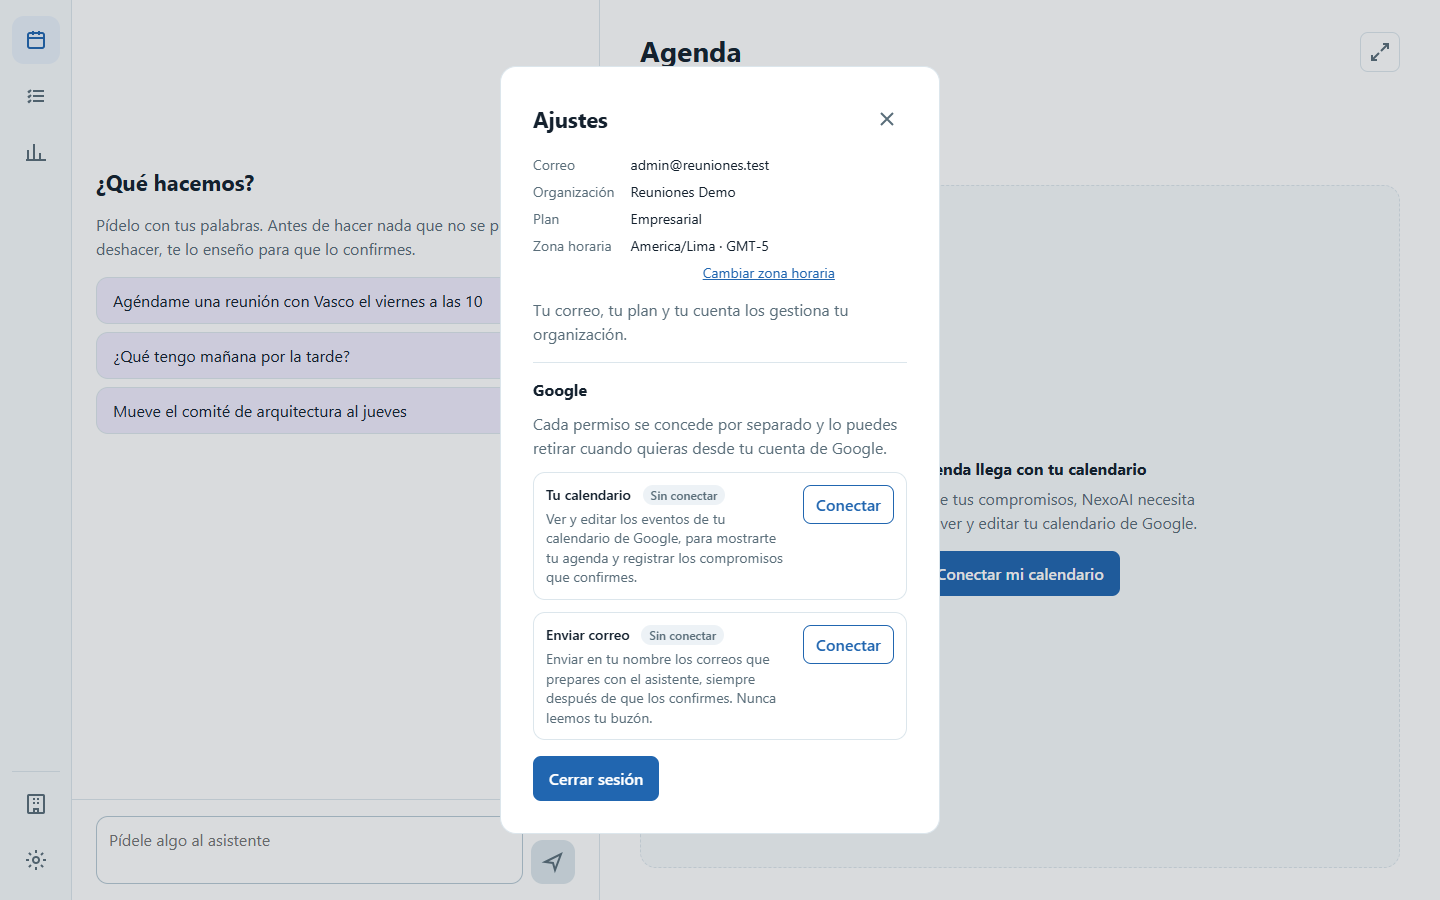 Agenda
¿Qué hacemos?
Pídelo con tus palabras. Antes de hacer nada que no se p
deshacer, te lo enseño para que lo confirmes.
Agéndame una reunión con Vasco el viernes a las 10
¿Qué tengo mañana por la tarde?
Mueve el comité de arquitectura al jueves
Pídele algo al asistente
Ajustes
Correo admin@reuniones.test
Organización Reuniones Demo
Plan Empresarial
Zona horaria America/Lima · GMT-5
Cambiar zona horaria
Tu correo, tu plan y tu cuenta los gestiona tu
organización.
Google
Cada permiso se concede por separado y lo puedes
retirar cuando quieras desde tu cuenta de Google.
Tu calendario Sin conectar
Conectar
Ver y editar los eventos de tu
calendario de Google, para mostrarte
tu agenda y registrar los compromisos
que confirmes.
Enviar correo Sin conectar
Conectar
Enviar en tu nombre los correos que
prepares con el asistente, siempre
después de que los confirmes. Nunca
leemos tu buzón.
Cerrar sesión
enda llega con tu calendario
e tus compromisos, NexoAI necesita
ver y editar tu calendario de Google.
Conectar mi calendario